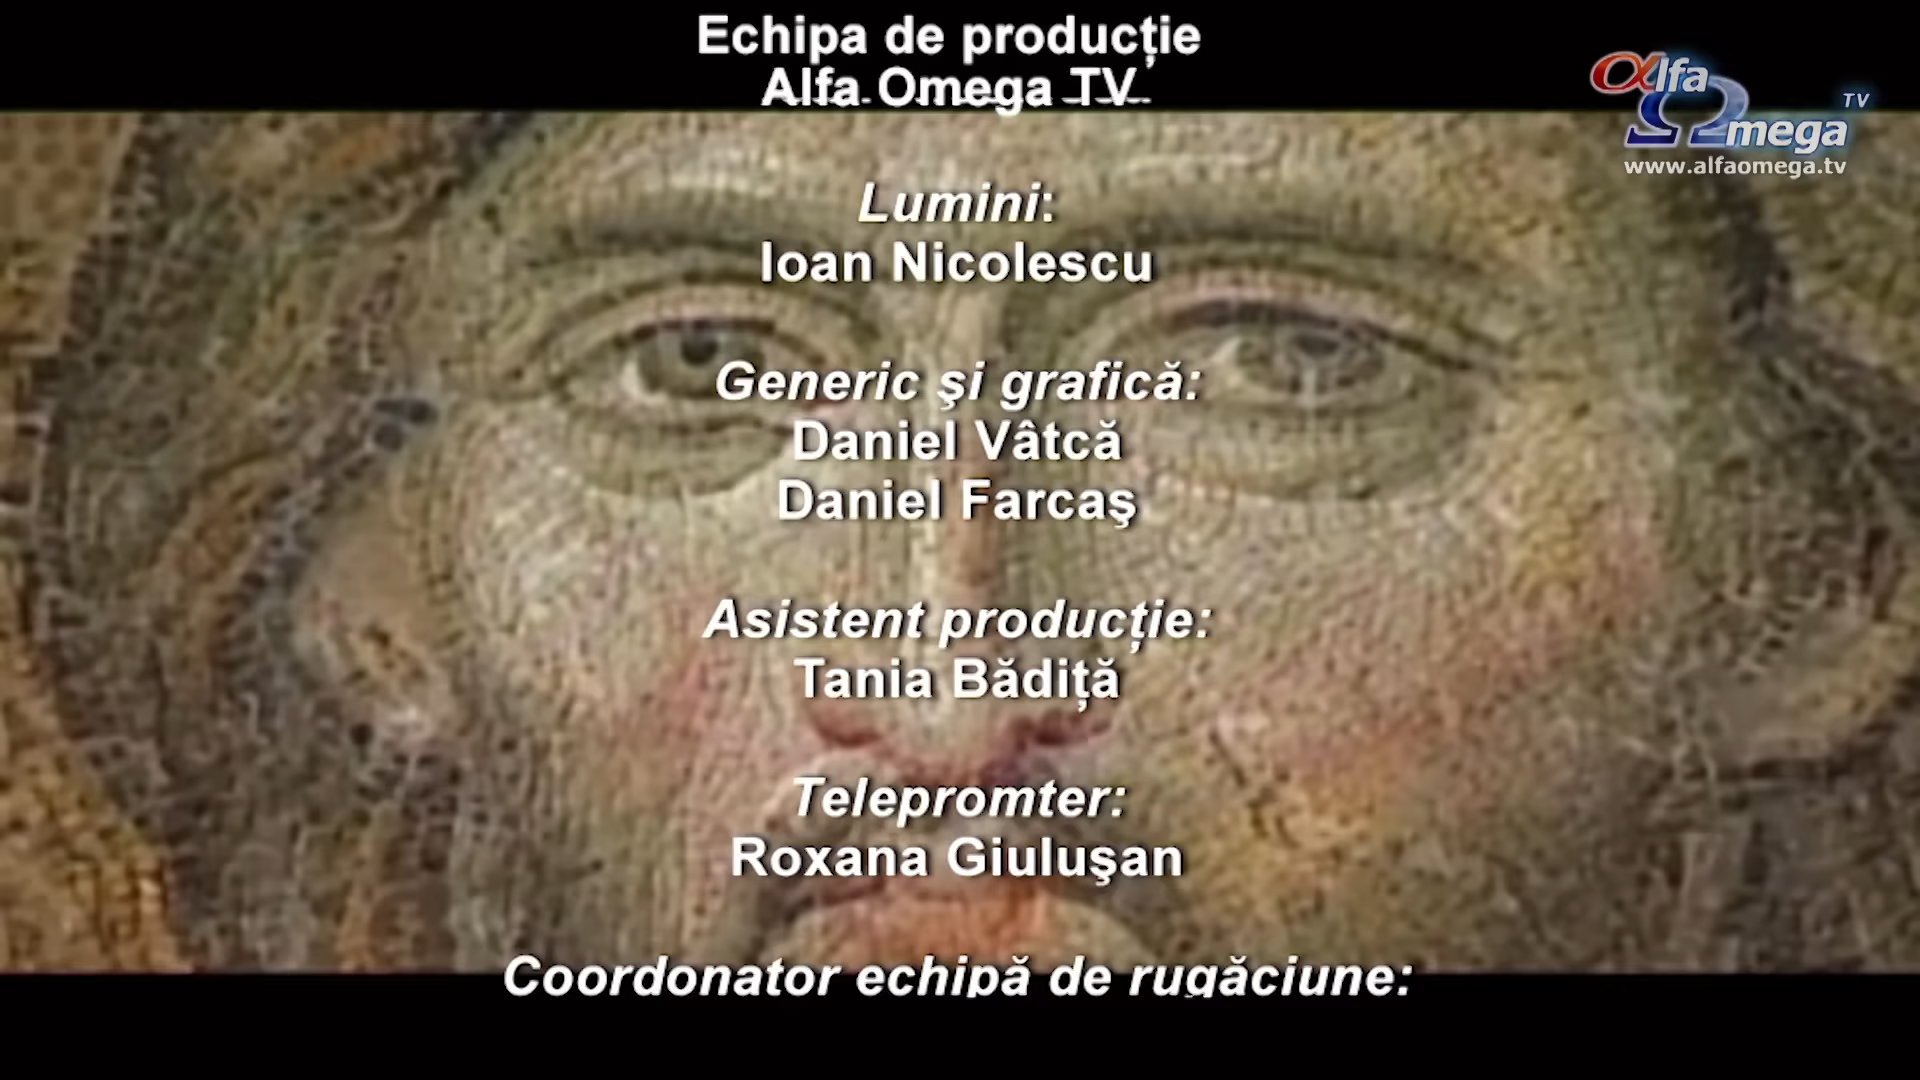 Echipa de producție
Alfa Omega TV
Alfa Omega TV
www.alfaomega.tv
Lumini:
Ioan Nicolescu
Generic şi grafică:
Daniel Vâtcă
Daniel Farcaş
Asistent producție:
Tania Bădiță
Telepromter:
Roxana Giuluşan
Coordonator echipă de rugăciune: